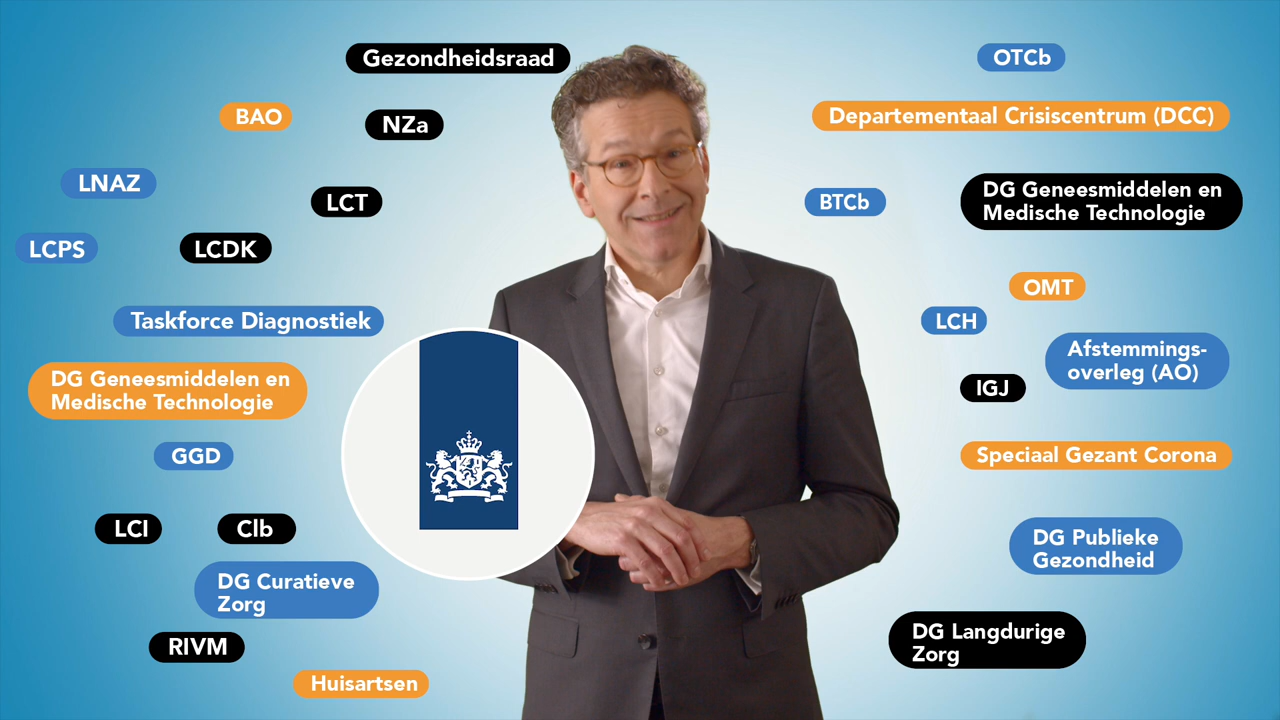 Gezondheidsraad
BAO
NZa
LNAZ
LCT
LCPS
LCDK
Taskforce Diagnostiek
DG Geneesmiddelen en
Medische Technologie
GGD
LCI
Clb
DG Curatieve
Zorg
RIVM
Huisartsen
OTCb
Departementaal Crisiscentrum (DCC)
DG Geneesmiddelen en
Medische Technologie
BTCb
OMT
LCH
Afstemmings-
overleg (AO)
IGJ
Speciaal Gezant Corona
DG Publieke
Gezondheid
DG Langdurige
Zorg